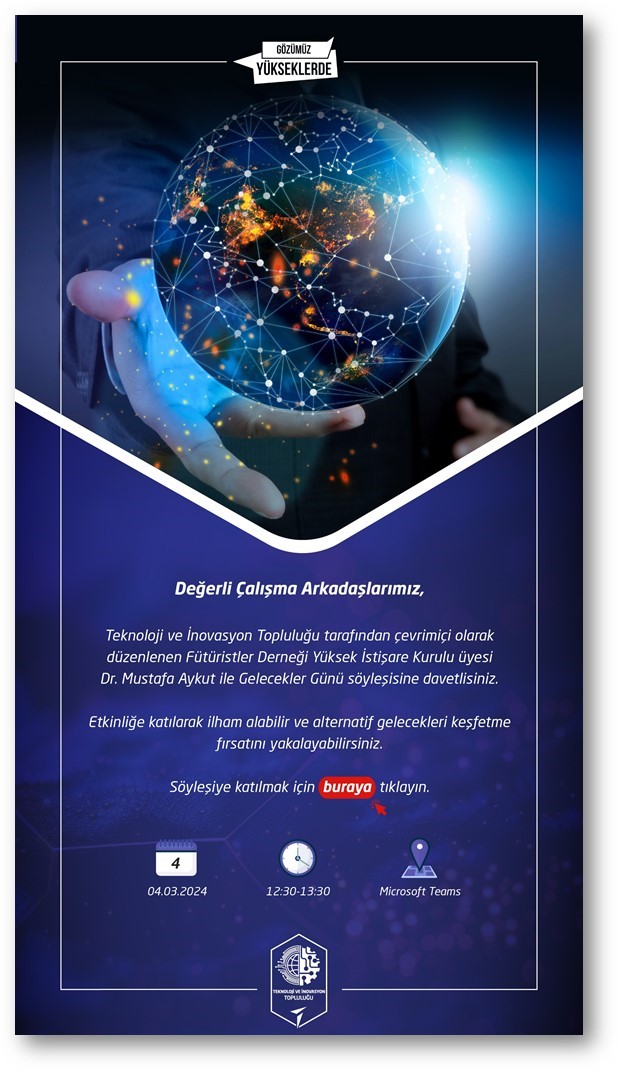 GÖZÜMÜZ
YÜKSEKLERDE
Değerli Çalışma Arkadaşlarımız,
Teknoloji ve İnovasyon Topluluğu tarafından çevrimiçi olarak
düzenlenen Fütüristler Derneği Yüksek İstişare Kurulu üyesi
Dr. Mustafa Aykut ile Gelecekler Günü söyleşisine davetlisiniz.
Etkinliğe katılarak ilham alabilir ve alternatif gelecekleri keşfetme
fırsatını yakalayabilirsiniz.
Söyleşiye katılmak için buraya tıklayın.
4
04.03.2024
12:30-13:30
Microsoft Teams
TEKNOLOJİ VE İNOVASYON
TOPLULUĞU